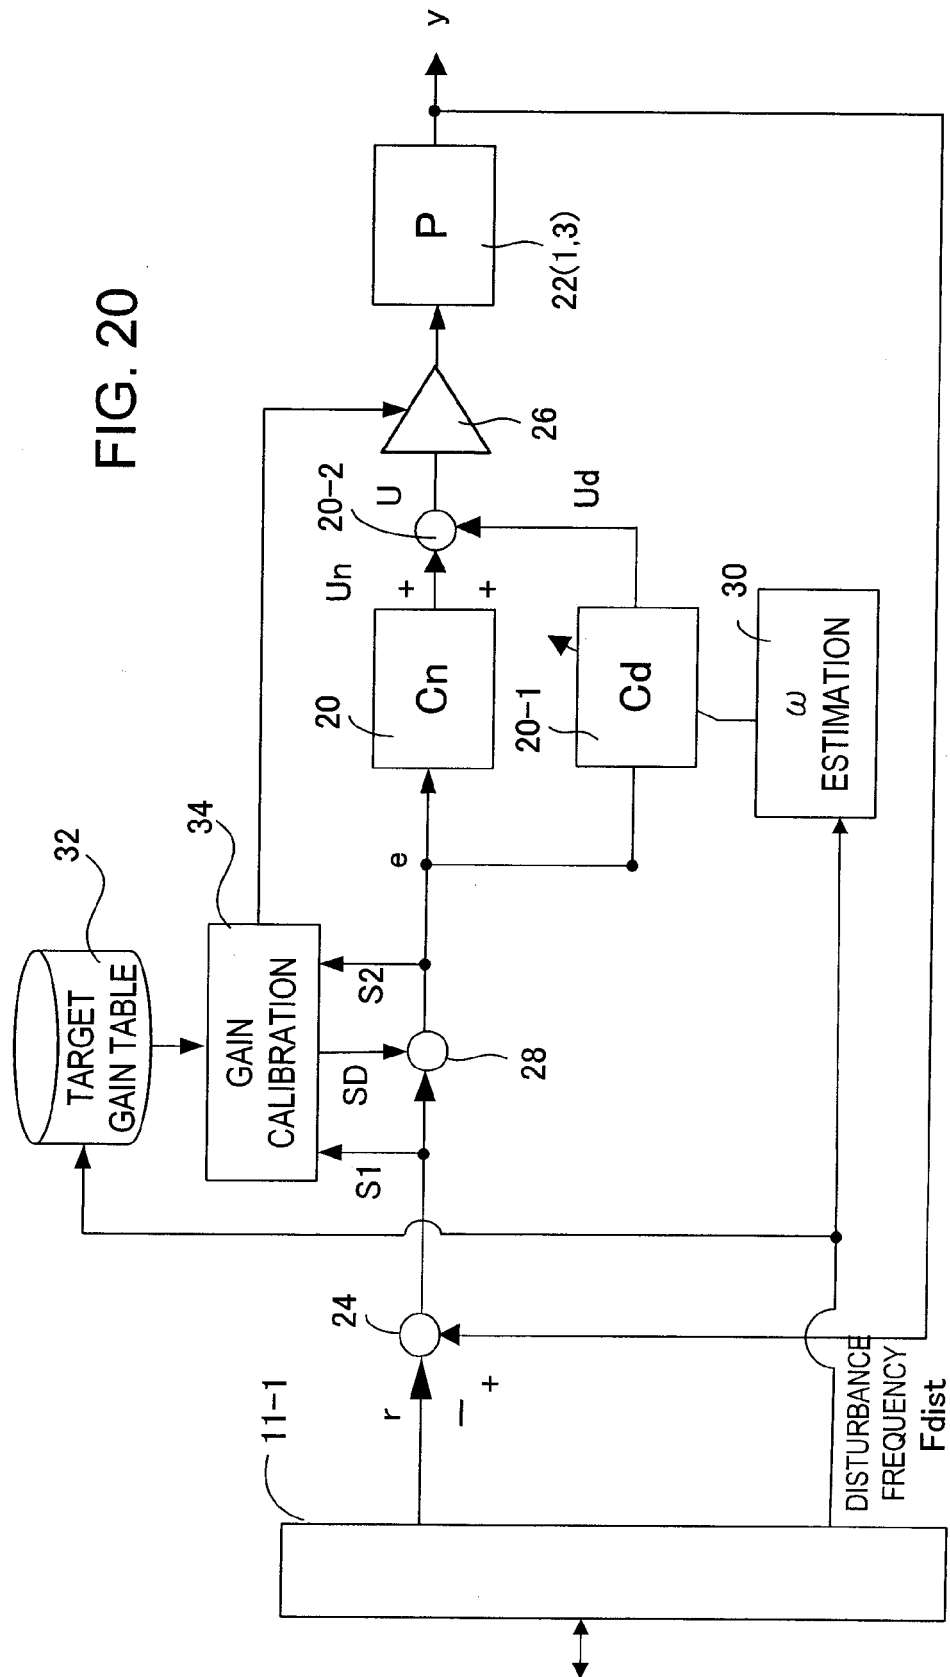 FIG. 20
32
TARGET
GAIN TABLE
34
GAIN
CALIBRATION
S1
SD
S2
11-1
r
24
−
+
28
e
20
Cn
Un
+
+
20-2
U
26
P
22(1,3)
y
20-1
Cd
Ud
30
ω
ESTIMATION
DISTURBANCE
FREQUENCY
Fdist